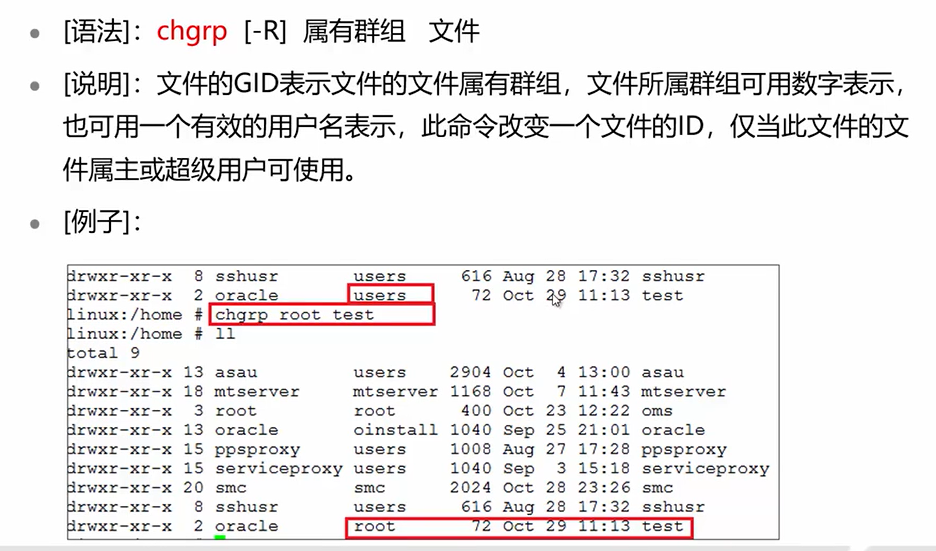 [语法]：chgrp [-R] 属有群组 文件
[说明]：文件的GID表示文件的文件属有群组，文件所属群组可用数字表示，
也可用一个有效的用户名表示，此命令改变一个文件的ID，仅当此文件的文
件属主或超级用户可使用。
[例子]：
drwxr-xr-x 8 sshusr users 616 Aug 28 17:32 sshusr
drwxr-xr-x 2 oracle users 72 Oct 29 11:13 test
linux:/home # chgrp root test
linux:/home # ll
total 9
drwxr-xr-x 13 asau users 2904 Oct 4 13:00 asau
drwxr-xr-x 18 mtserver mtserver 1168 Oct 7 11:43 mtserver
drwxr-xr-x 3 root root 400 Oct 23 12:22 oms
drwxr-xr-x 13 oracle oinstall 1040 Sep 25 21:01 oracle
drwxr-xr-x 15 ppsproxy users 1008 Aug 27 17:28 ppsproxy
drwxr-xr-x 15 serviceproxy users 1040 Sep 3 15:18 serviceproxy
drwxr-xr-x 20 smc smc 2024 Oct 28 23:26 smc
drwxr-xr-x 8 sshusr users 616 Aug 28 17:32 sshusr
drwxr-xr-x 2 oracle root 72 Oct 29 11:13 test